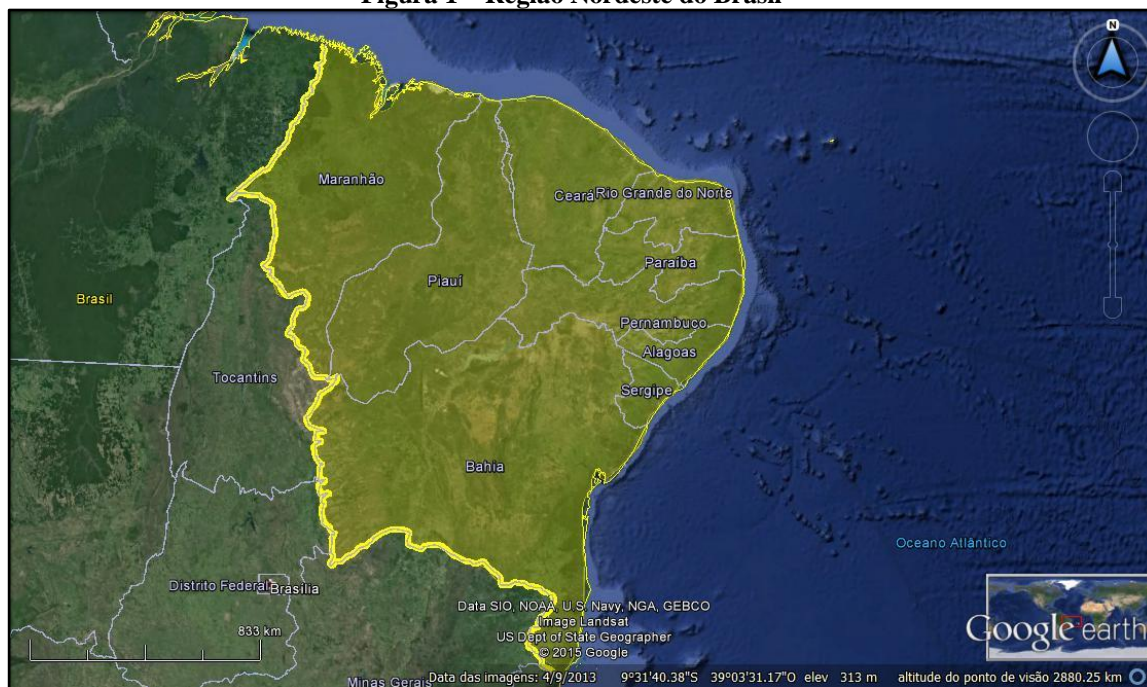 Figura 1 – Região Nordeste do Brasil
N
Maranhão
Ceará
Rio Grande do Norte
Piauí
Paraíba
Brasil
Pernambuco
Alagoas
Tocantins
Sergipe
Bahia
Oceano Atlântico
Distrito Federal
Brasília
Data SIO, NOAA, U.S. Navy, NGA, GEBCO
Image Landsat
833 km
US Dept of State Geographer
© 2015 Google
Google earth
Minas Gerais
Data das imagens: 4/9/2013 9°31'40.38"S 39°03'31.17"O elev 313 m altitude do ponto de visão 2880.25 km